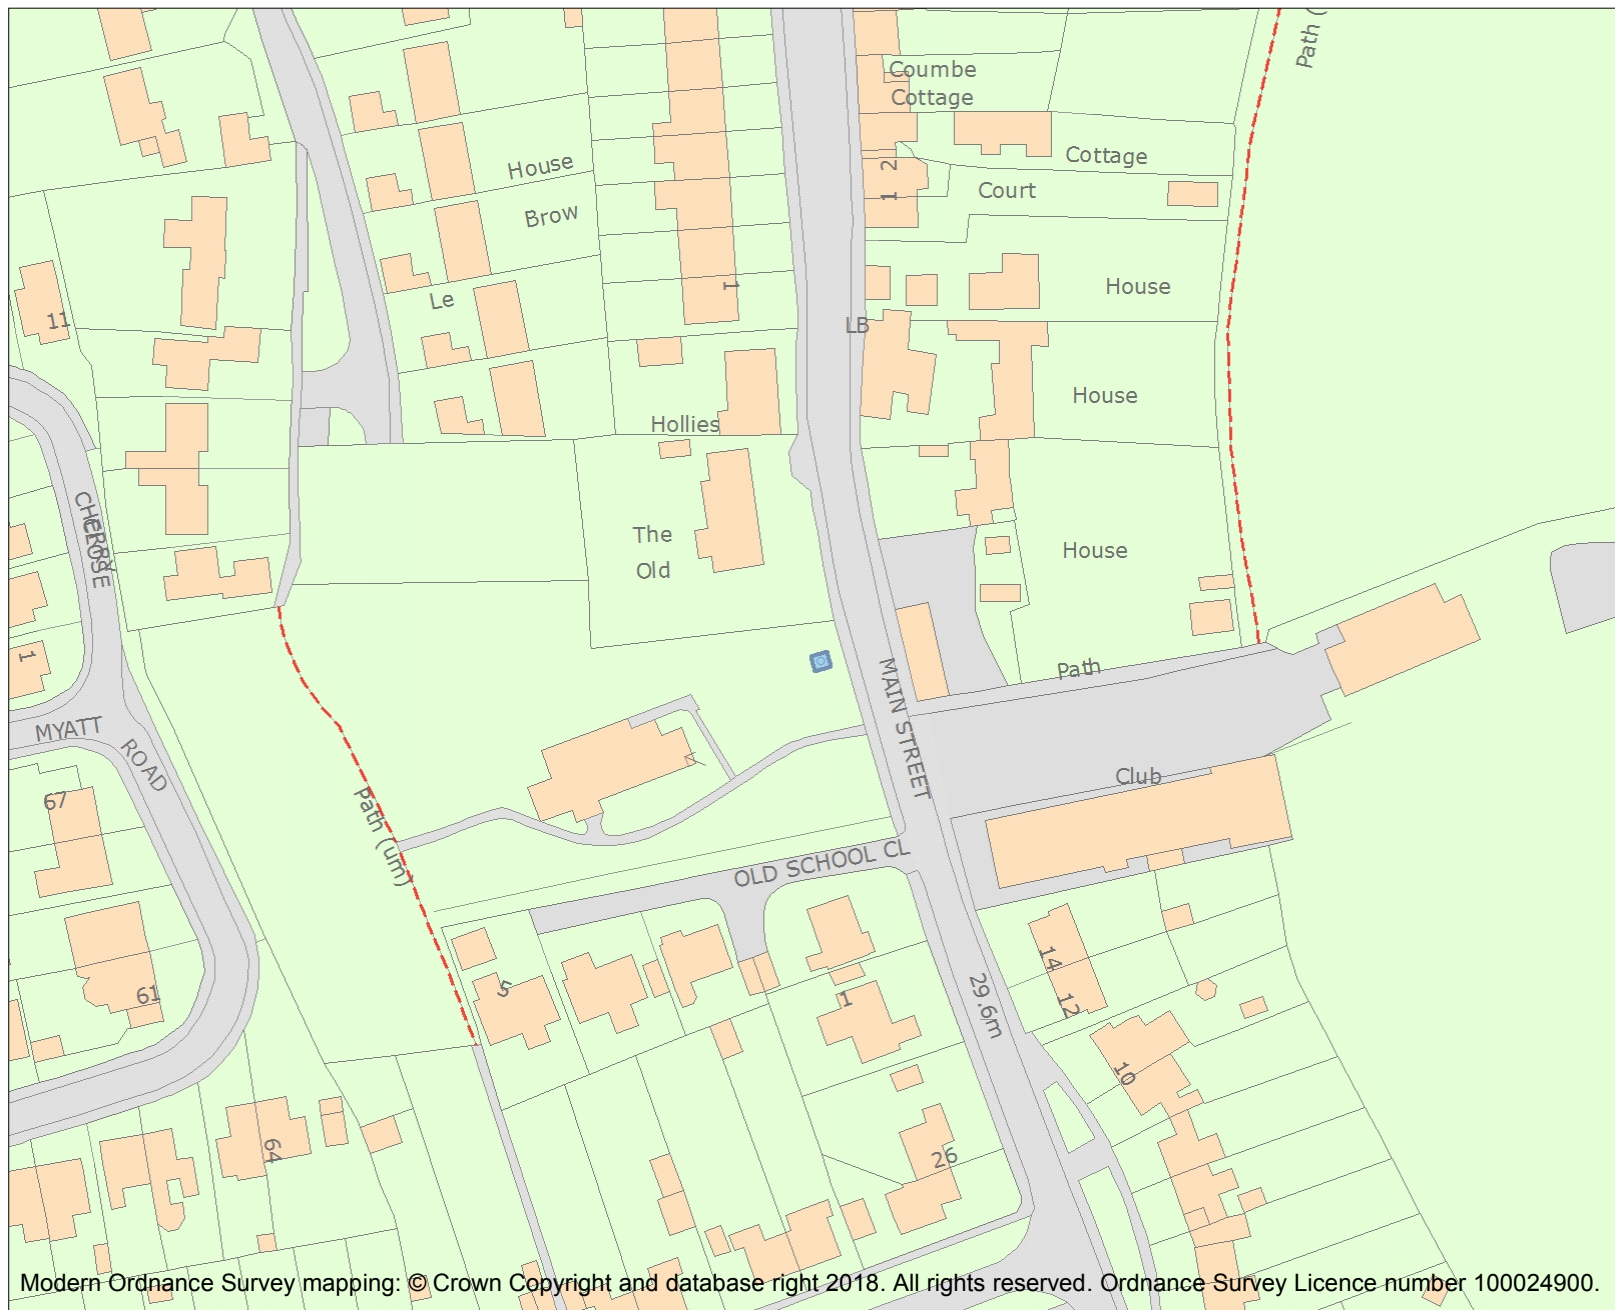 Path (
Coumbe
Cottage
House
Brow
2
1
Cottage
Court
Le
1
House
11
LB
House
Hollies
CHERRY
CLOSE
The
Old
House
1
Path
MAIN STREET
MYATT
ROAD
Club
67
Path (um)
OLD SCHOOL CL
14
12
5
1
61
29.6m
10
64
26
Modern Ordnance Survey mapping: © Crown Copyright and database right 2018. All rights reserved. Ordnance Survey Licence number 100024900.